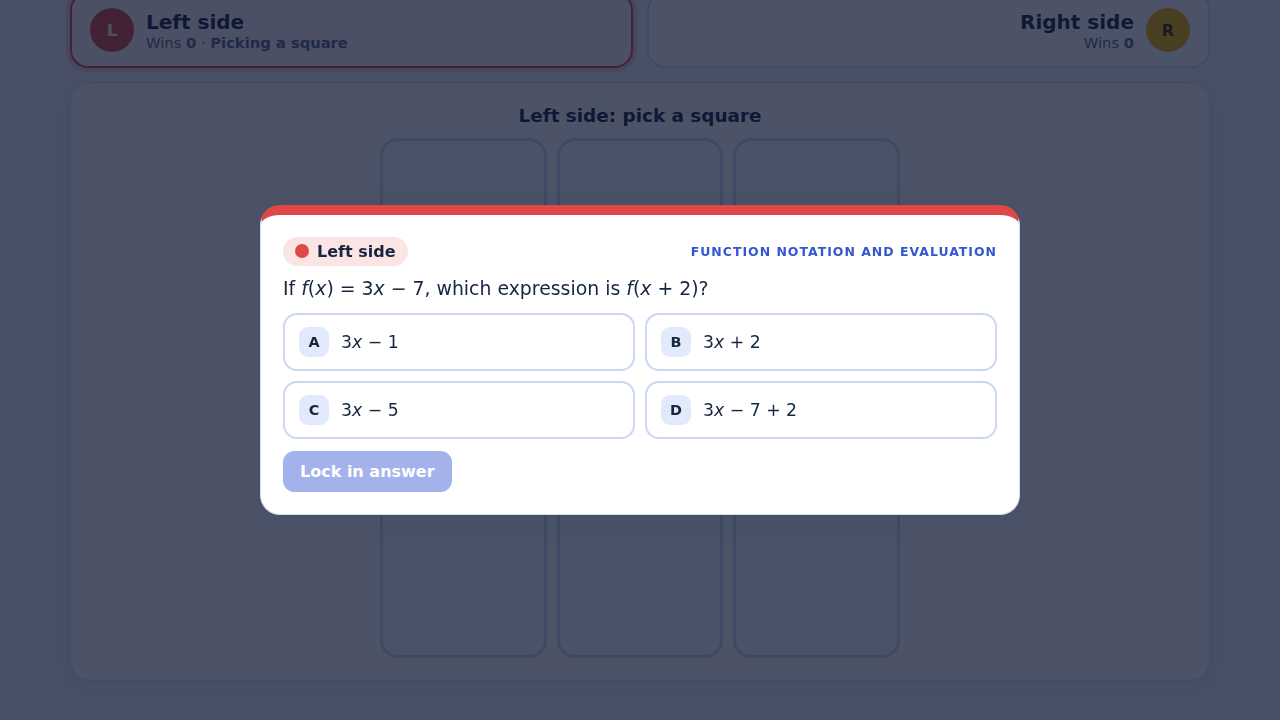 L
Left side
Wins 0 · Picking a square
Right side
Wins 0
R
Left side: pick a square
Left side
FUNCTION NOTATION AND EVALUATION
If f(x) = 3x − 7, which expression is f(x + 2)?
A 3x − 1
B 3x + 2
C 3x − 5
D 3x − 7 + 2
Lock in answer